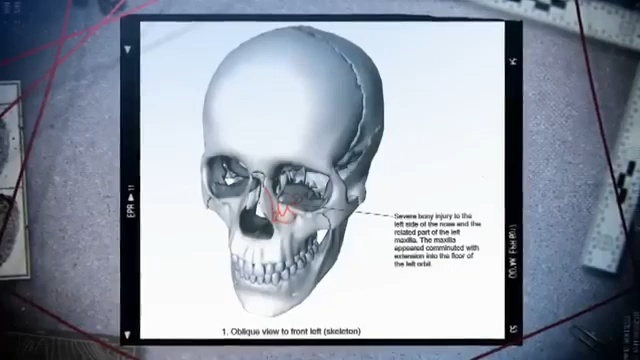 Severe bony injury to the
left side of the nose and the
related part of the left
maxilla. The maxilla
appeared comminuted with
extension into the floor of
the left orbit.
EPR ▶ 11
1. Oblique view to front left (skeleton)